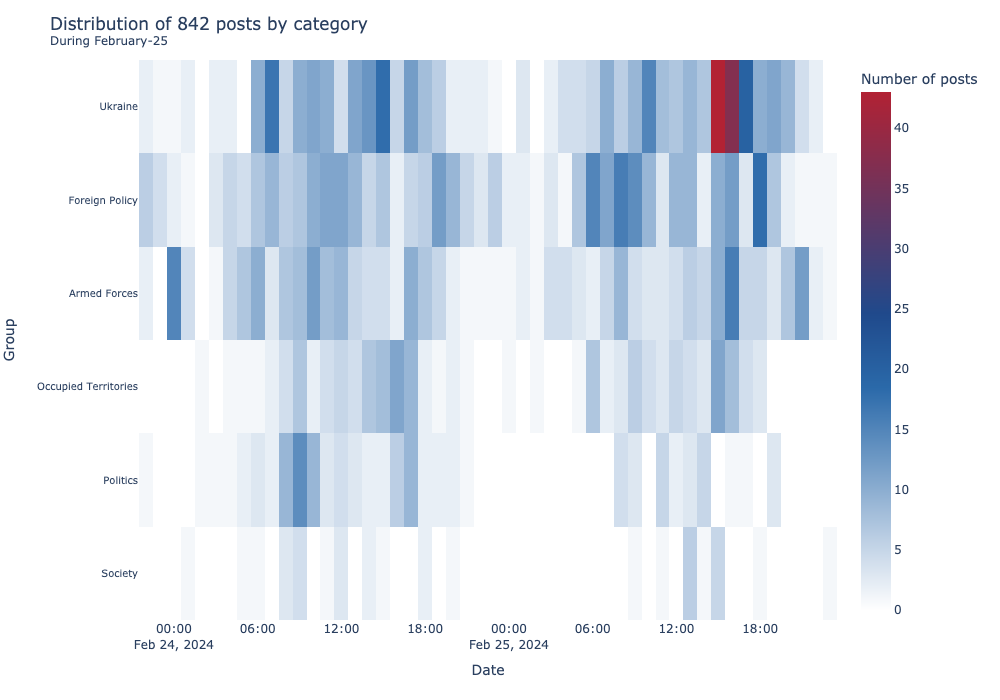 Distribution of 842 posts by category
During February-25
Number of posts
Ukraine
Foreign Policy
Armed Forces
Occupied Territories
Politics
Society
Group
40
35
30
25
20
15
10
5
0
00:00 06:00 12:00 18:00 00:00 06:00 12:00 18:00
Feb 24, 2024 Feb 25, 2024
Date